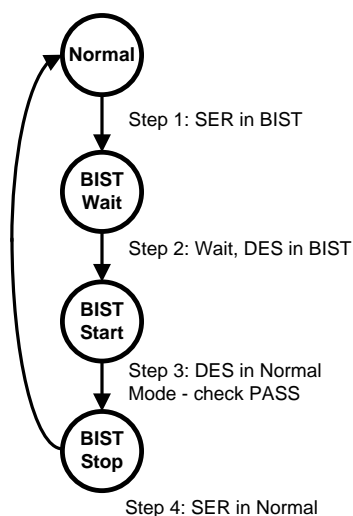 Normal
Step 1: SER in BIST
BIST
Wait
Step 2: Wait, DES in BIST
BIST
Start
Step 3: DES in Normal
Mode - check PASS
BIST
Stop
Step 4: SER in Normal